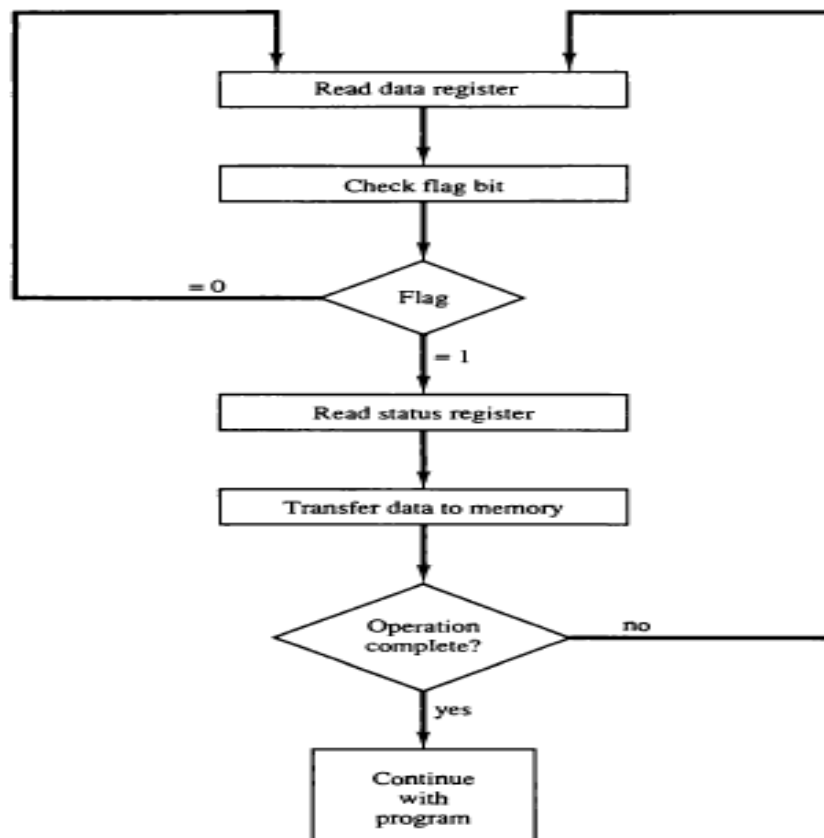 Read data register
Check flag bit
= 0
Flag
= 1
Read status register
Transfer data to memory
Operation
complete?
no
yes
Continue
with
program